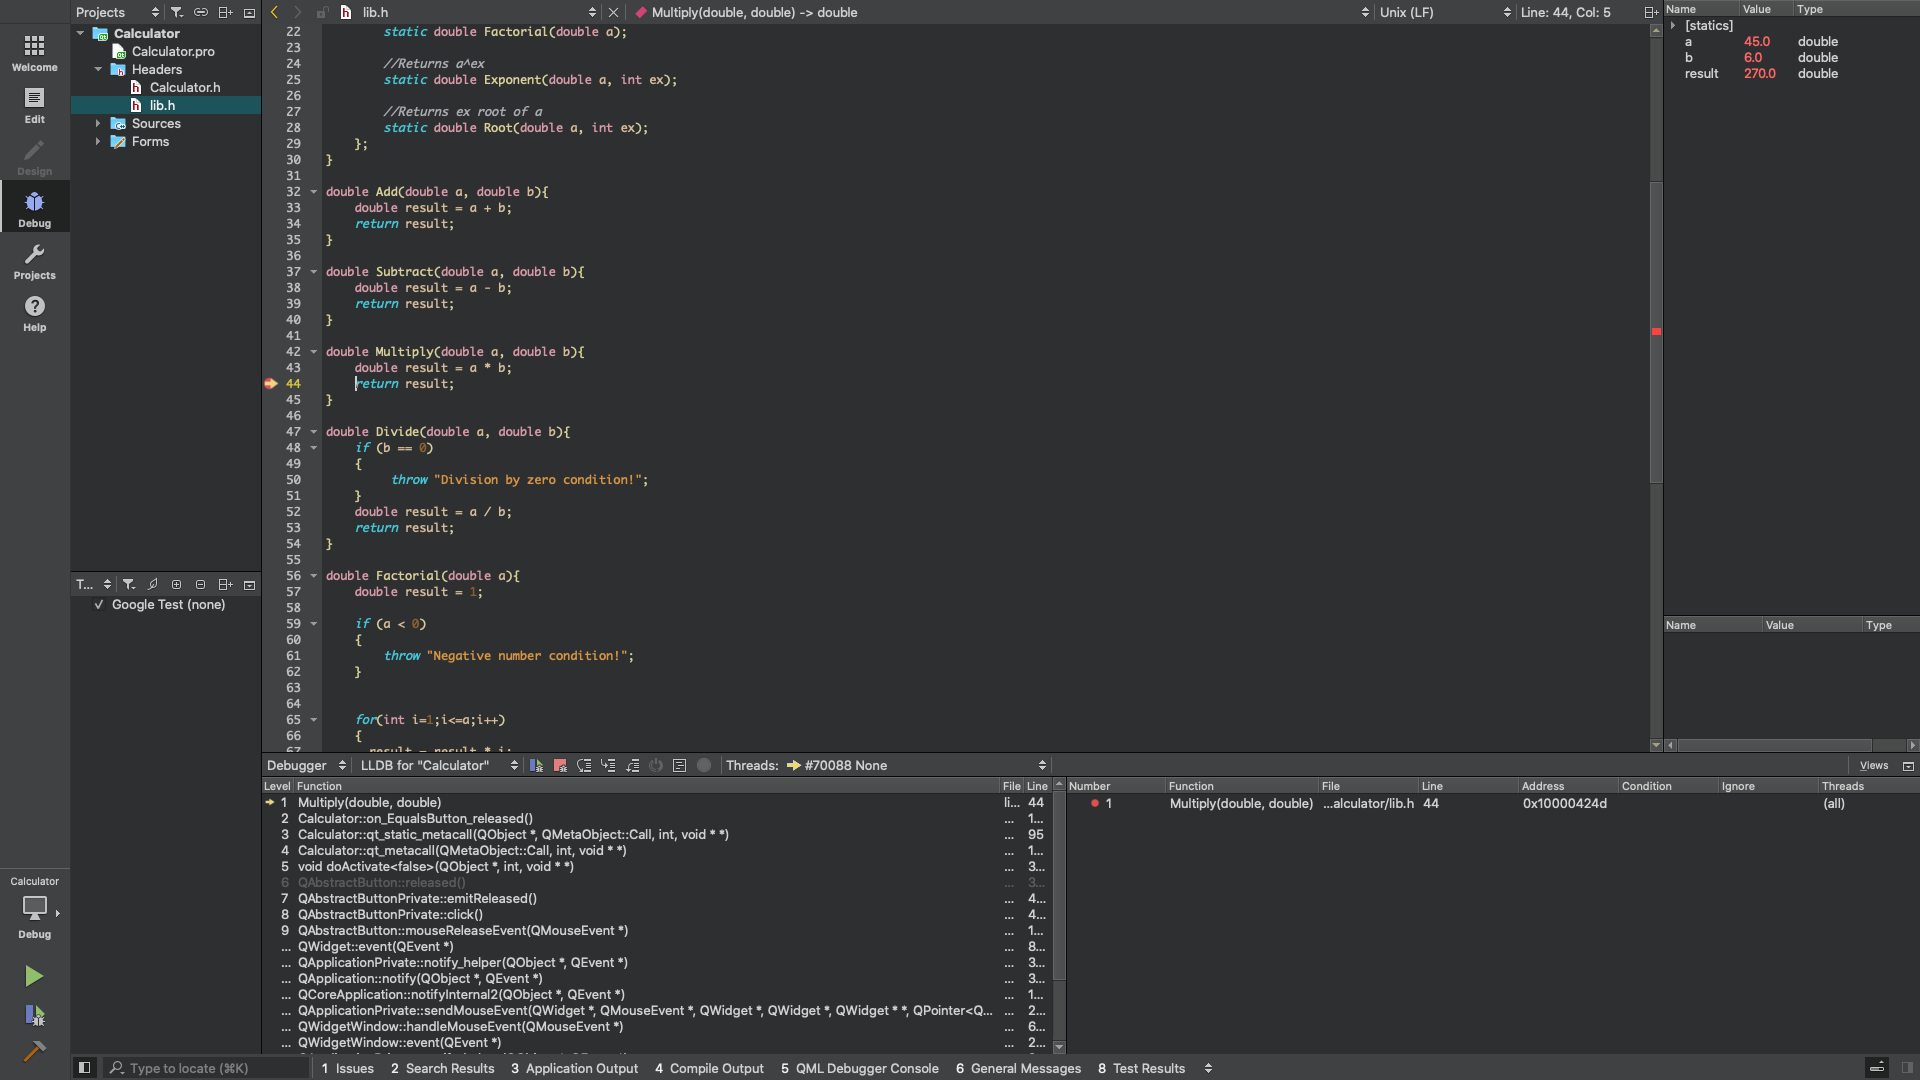 Projects
lib.h
Multiply(double, double) -> double
Unix (LF)
Line: 44, Col: 5
Name Value Type
Welcome
Edit
Design
Debug
Projects
Help
Calculator
Calculator.pro
Headers
Calculator.h
lib.h
Sources
Forms
22 static double Factorial(double a);
23
24 //Returns a^ex
25 static double Exponent(double a, int ex);
26
27 //Returns ex root of a
28 static double Root(double a, int ex);
29 };
30 }
31
32 double Add(double a, double b){
33 double result = a + b;
34 return result;
35 }
36
37 double Subtract(double a, double b){
38 double result = a - b;
39 return result;
40 }
41
42 double Multiply(double a, double b){
43 double result = a * b;
44 return result;
45 }
46
47 double Divide(double a, double b){
48 if (b == 0)
49 {
50 throw "Division by zero condition!";
51 }
52 double result = a / b;
53 return result;
54 }
55
56 double Factorial(double a){
57 double result = 1;
58
59 if (a < 0)
60 {
61 throw "Negative number condition!";
62 }
63
64
65 for(int i=1;i<=a;i++)
66 {
67 result = result * i;
[statics]
a 45.0 double
b 6.0 double
result 270.0 double
Name Value Type
T...
Google Test (none)
Debugger LLDB for "Calculator" Threads: #70088 None Views
Level Function File Line
1 Multiply(double, double) li... 44
2 Calculator::on_EqualsButton_released() ... 1...
3 Calculator::qt_static_metacall(QObject *, QMetaObject::Call, int, void * *) ... 95
4 Calculator::qt_metacall(QMetaObject::Call, int, void * *) ... 1...
5 void doActivate<false>(QObject *, int, void * *) ... 3...
6 QAbstractButton::released() ... 3...
7 QAbstractButtonPrivate::emitReleased() ... 4...
8 QAbstractButtonPrivate::click() ... 4...
9 QAbstractButton::mouseReleaseEvent(QMouseEvent *) ... 1...
... QWidget::event(QEvent *) ... 8...
... QApplicationPrivate::notify_helper(QObject *, QEvent *) ... 3...
... QApplication::notify(QObject *, QEvent *) ... 3...
... QCoreApplication::notifyInternal2(QObject *, QEvent *) ... 1...
... QApplicationPrivate::sendMouseEvent(QWidget *, QMouseEvent *, QWidget *, QWidget *, QWidget * *, QPointer<Q... ... 2...
... QWidgetWindow::handleMouseEvent(QMouseEvent *) ... 6...
... QWidgetWindow::event(QEvent *) ... 2...
Number Function File Line Address Condition Ignore Threads
1 Multiply(double, double) ...alculator/lib.h 44 0x10000424d (all)
Calculator
Debug
Type to locate (⌘K)
1 Issues
2 Search Results
3 Application Output
4 Compile Output
5 QML Debugger Console
6 General Messages
8 Test Results